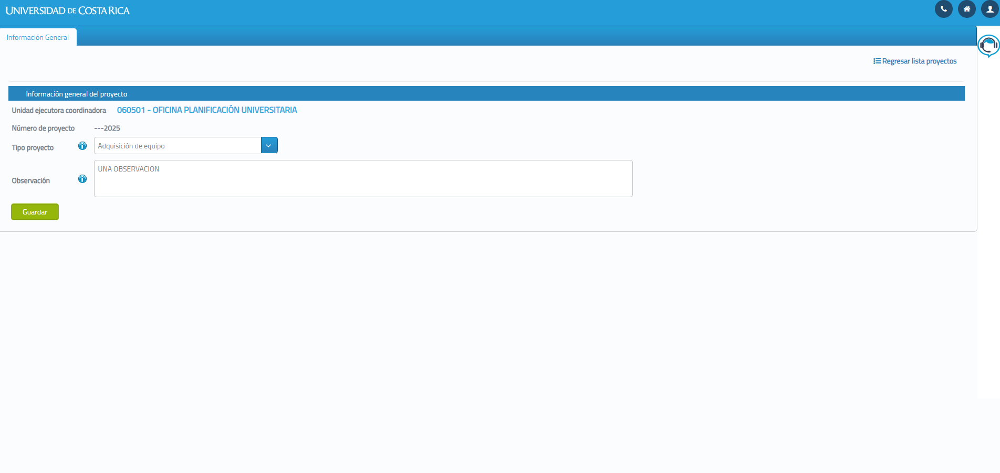 UNIVERSIDAD DE COSTA RICA
Información General
Regresar lista proyectos
Información general del proyecto
Unidad ejecutora coordinadora 060501 - OFICINA PLANIFICACIÓN UNIVERSITARIA
Número de proyecto ---2025
Tipo proyecto Adquisición de equipo
UNA OBSERVACION
Observación
Guardar